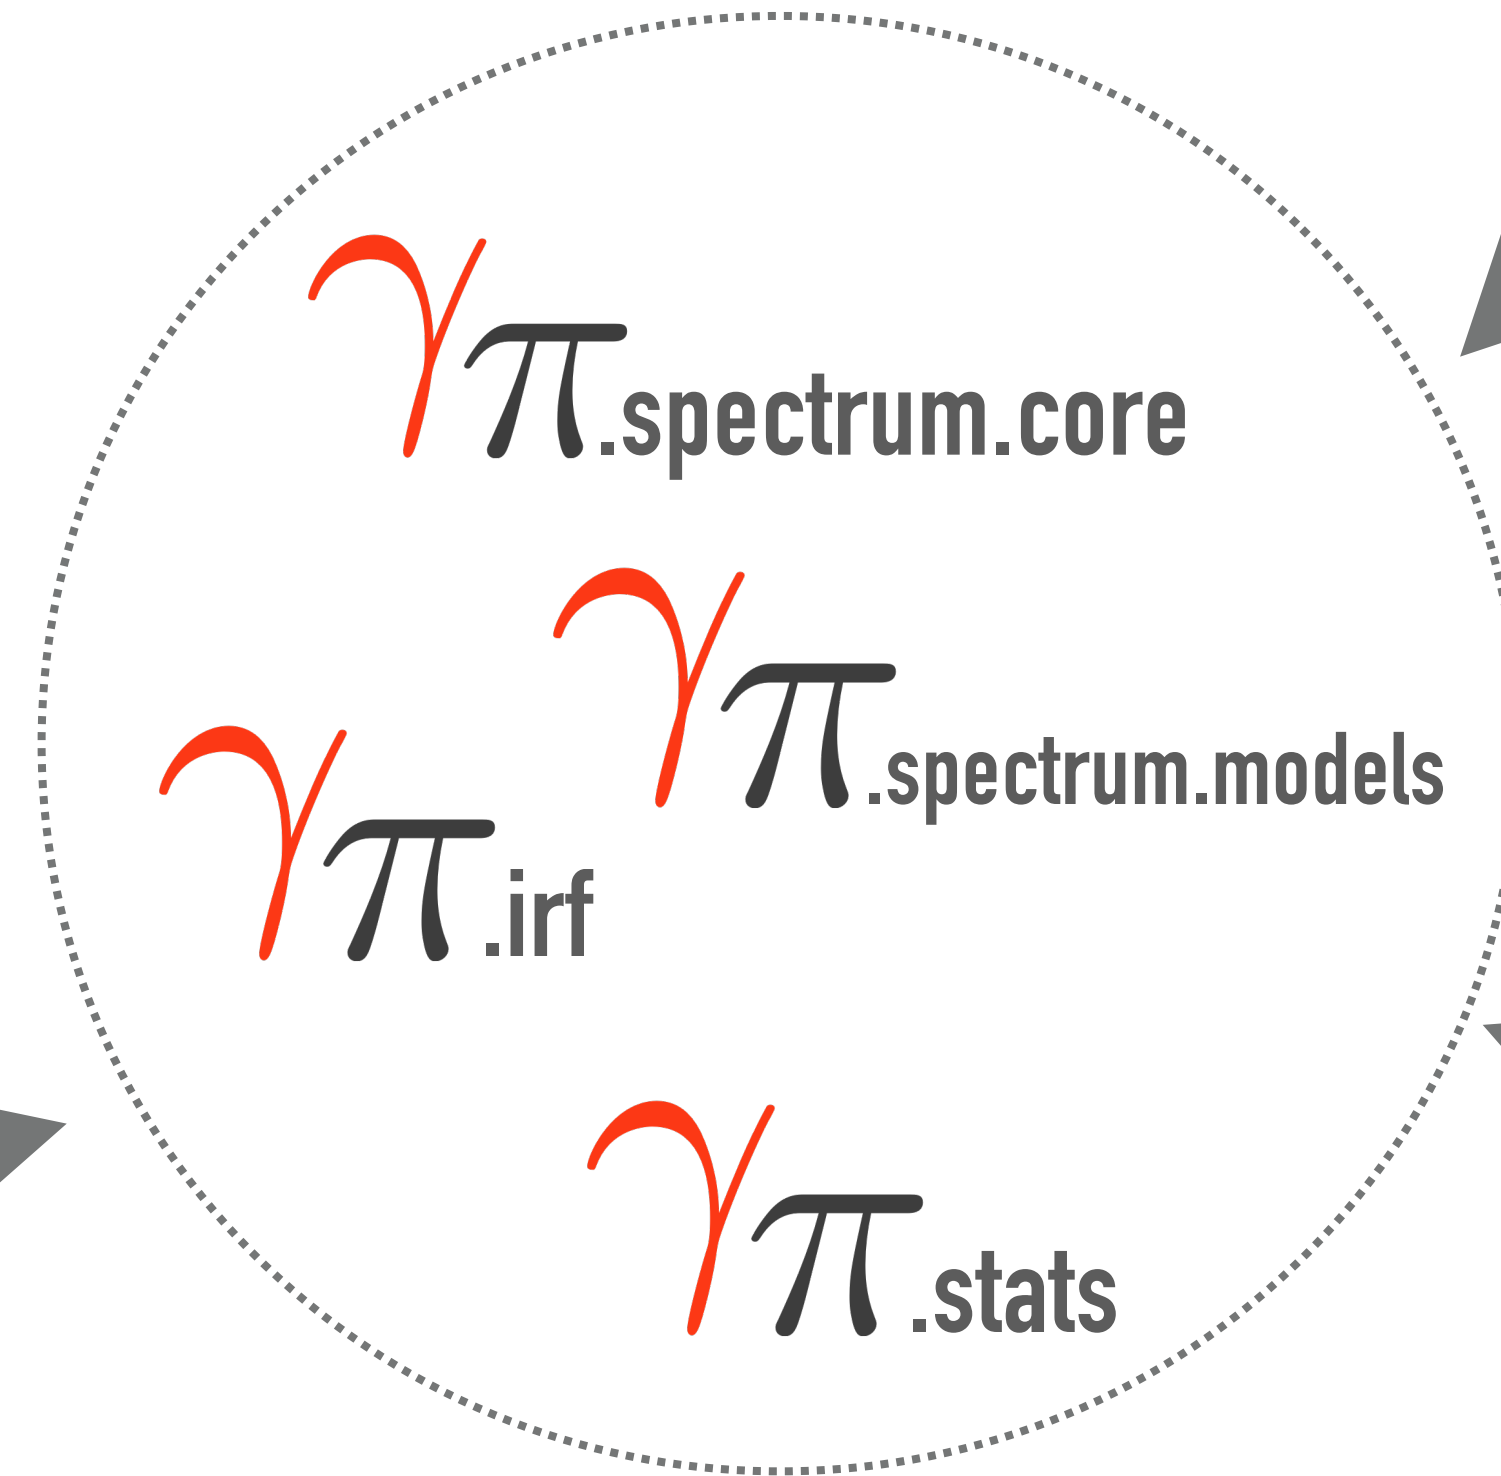 γπ.spectrum.core
γπ.spectrum.models
γπ.irf
γπ.stats